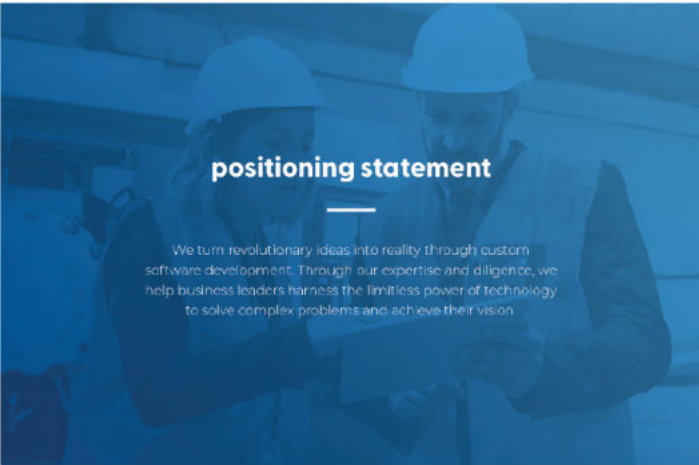 positioning statement
We turn revolutionary ideas into reality through custom
software development. Through our expertise and diligence, we
help business leaders harness the limitless power of technology
to solve complex problems and achieve their vision.